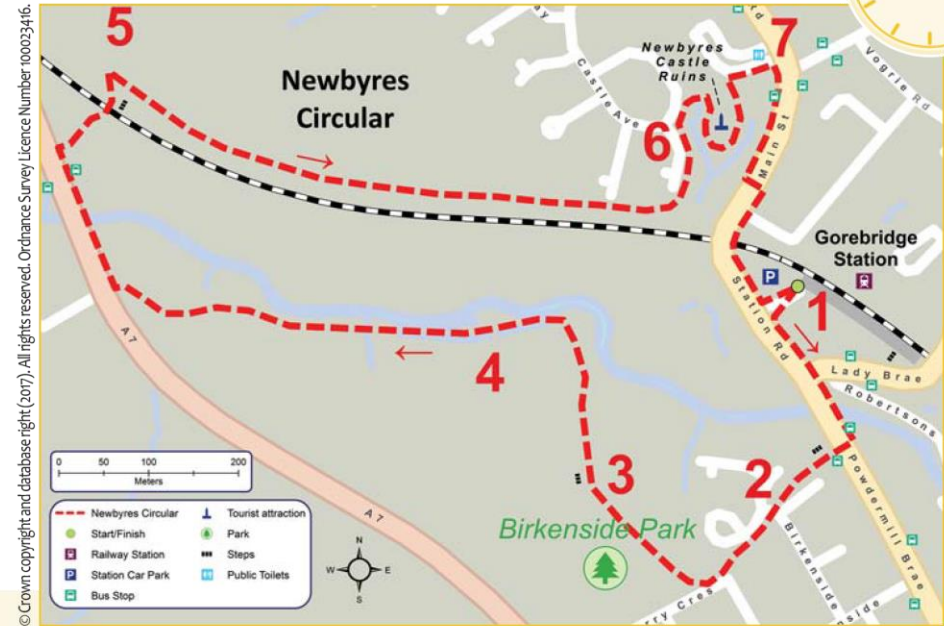 © Crown copyright and database right (2017). All rights reserved. Ordnance Survey Licence Number 100023416.
5
Newbyres
Circular
Castle Ave
Newbyres
Castle
Ruins
7
Vogrie Rd
6
Main St
Gorebridge
Station
P
1
Station Rd
Lady Brae
Robertsons
4
A7
3
2
Birkenside Park
Powdermill Brae
Birkenside
A7
rry Cres
side
0 50 100 200
Meters
Newbyres Circular
Start/Finish
Railway Station
P Station Car Park
Bus Stop
Tourist attraction
Park
Steps
Public Toilets
N
W E
S